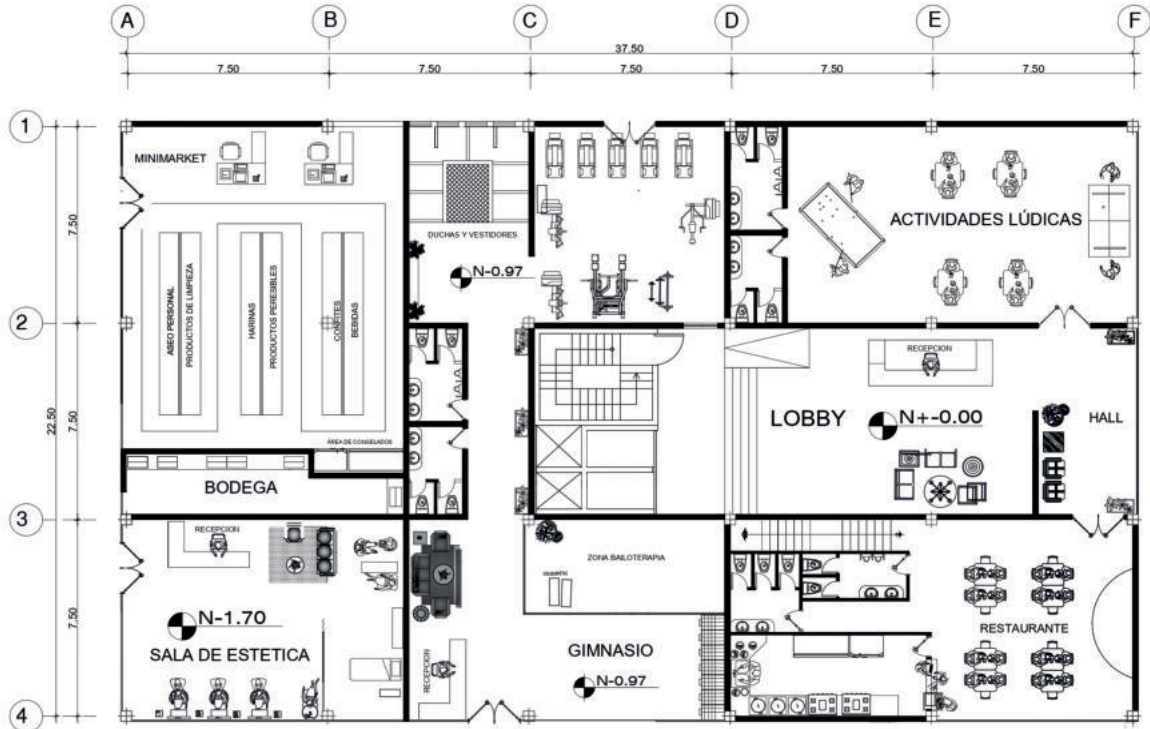 A
B
C
D
E
F
37.50
7.50
7.50
7.50
7.50
7.50
1
2
3
4
22.50
7.50
7.50
7.50
MINIMARKET
DUCHAS Y VESTIDORES
N-0.97
ACTIVIDADES LÚDICAS
ASEO PERSONAL
PRODUCTOS DE LIMPIEZA
HARINAS
PRODUCTOS PERESIBLES
CONFITES
BEBIDAS
RECEPCION
LOBBY
N+-0.00
HALL
ÁREA DE CONGELADOS
BODEGA
RECEPCION
ZONA BAILOTERAPIA
N-1.70
SALA DE ESTETICA
RECEPCION
GIMNASIO
N-0.97
RESTAURANTE